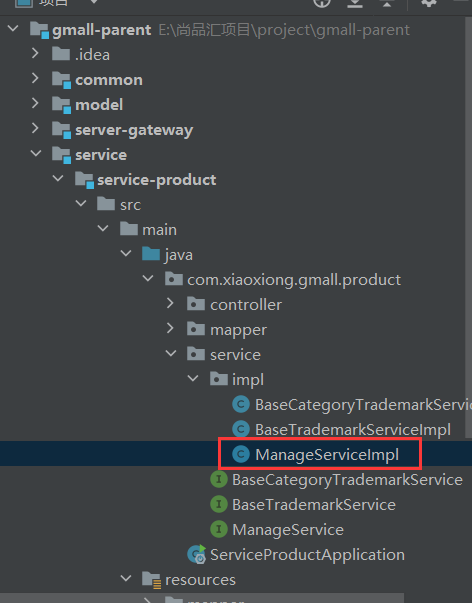 项目
gmall-parent E:\尚品汇项目\project\gmall-parent
.idea
common
model
server-gateway
service
service-product
src
main
java
com.xiaoxiong.gmall.product
controller
mapper
service
impl
BaseCategoryTrademarkServic
BaseTrademarkServiceImpl
ManageServiceImpl
BaseCategoryTrademarkService
BaseTrademarkService
ManageService
ServiceProductApplication
resources
mapper